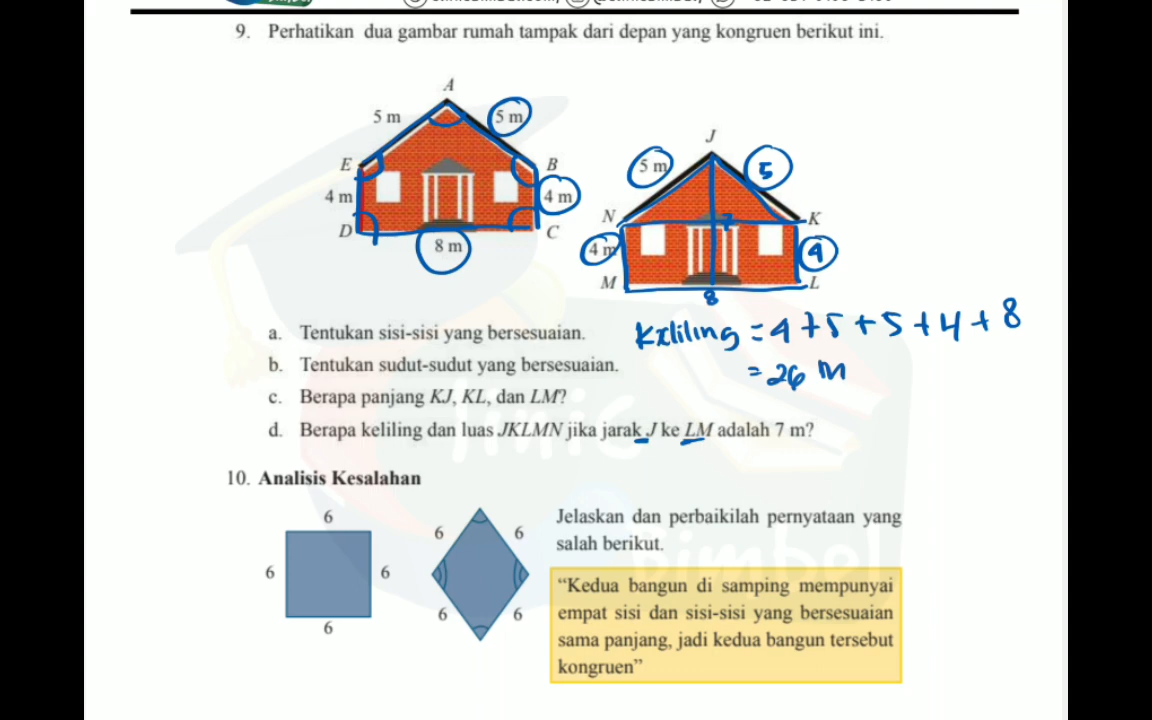 9. Perhatikan dua gambar rumah tampak dari depan yang kongruen berikut ini.
A
5 m
5 m
E
B
4 m
4 m
D
C
8 m
J
5 m
5
N
7
K
4 m
4
M
L
8
a. Tentukan sisi-sisi yang bersesuaian.
b. Tentukan sudut-sudut yang bersesuaian.
c. Berapa panjang KJ, KL, dan LM?
d. Berapa keliling dan luas JKLMN jika jarak J ke LM adalah 7 m?
Keliling = 4+5+5+4+8
= 26 m
10. Analisis Kesalahan
6
6
6
6
6
6
6
6
Jelaskan dan perbaikilah pernyataan yang
salah berikut.
“Kedua bangun di samping mempunyai
empat sisi dan sisi-sisi yang bersesuaian
sama panjang, jadi kedua bangun tersebut
kongruen”